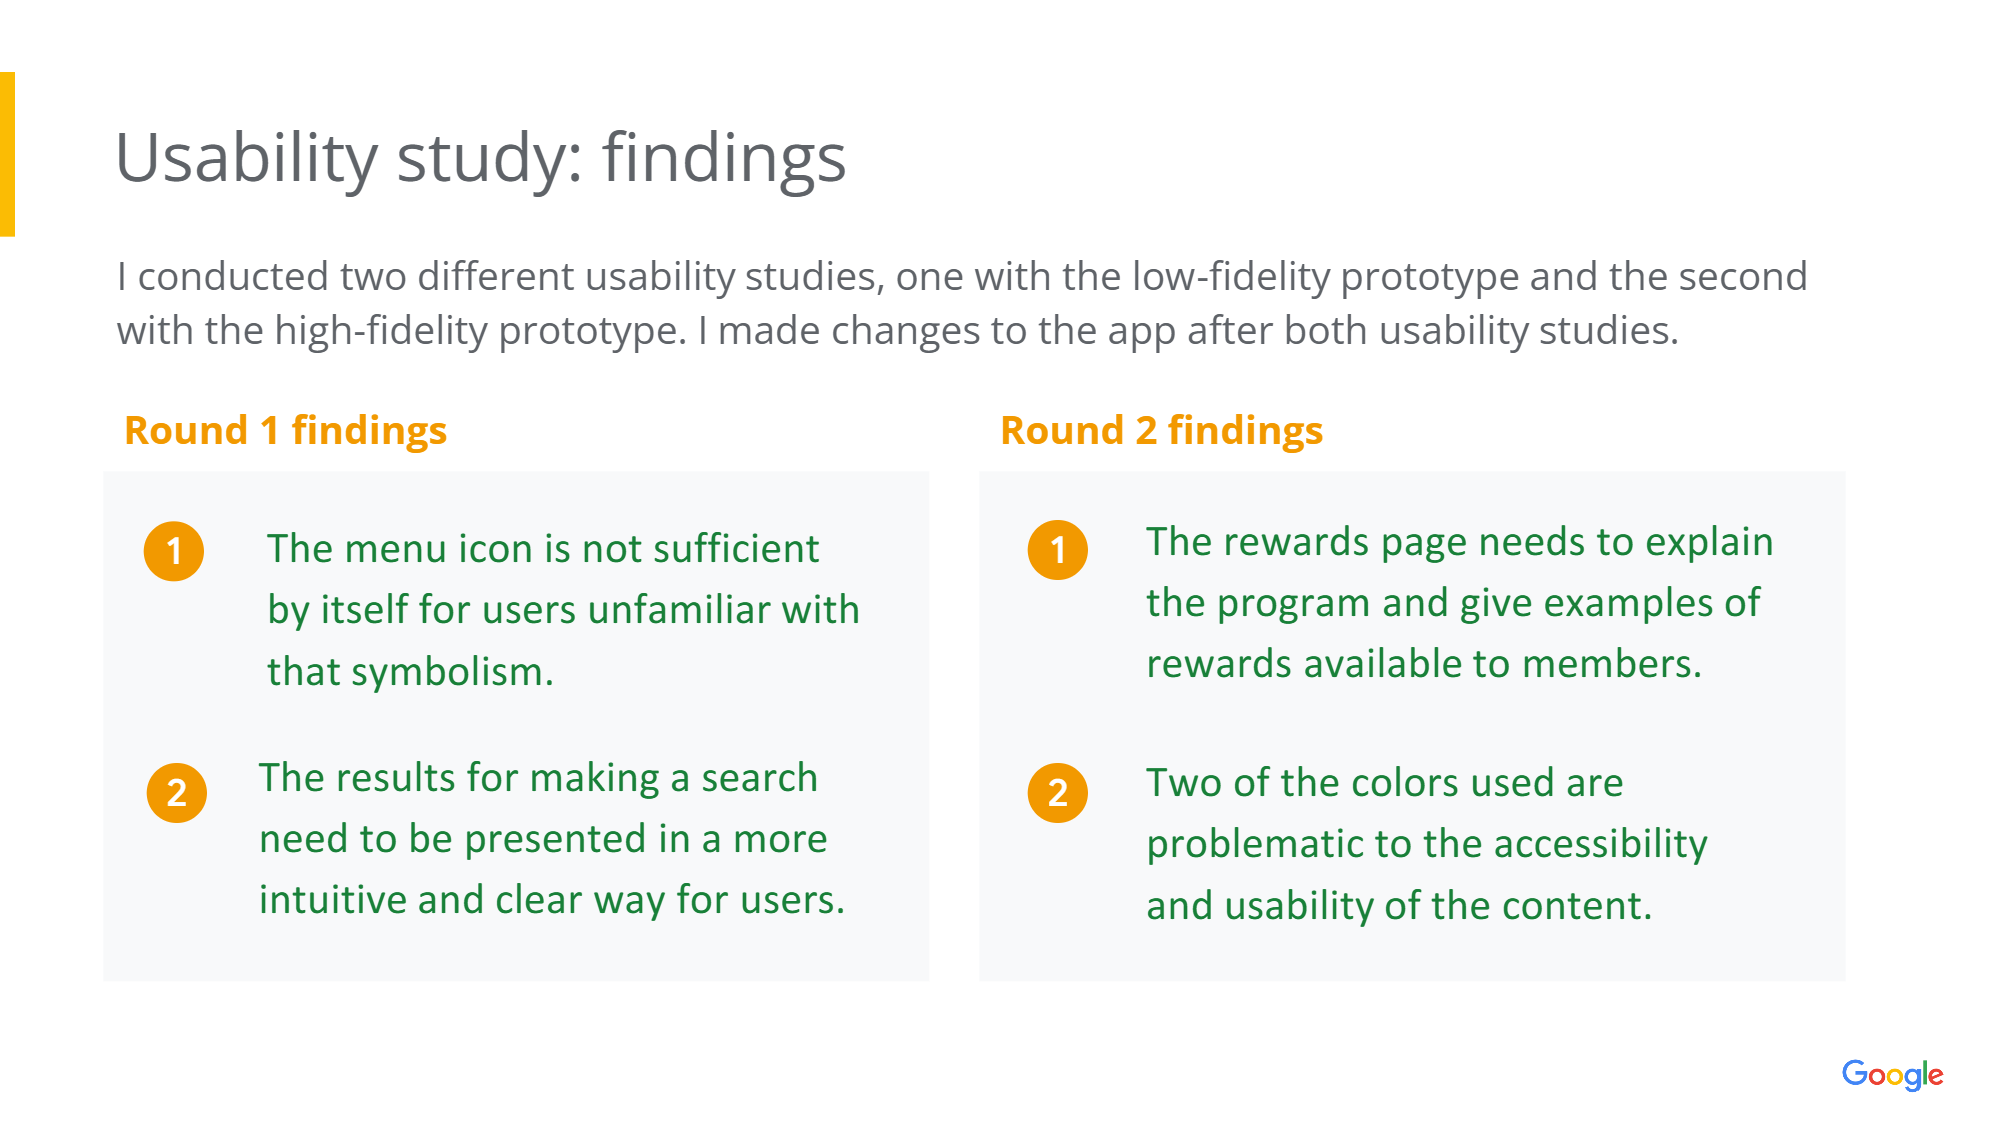 Usability study: findings
I conducted two different usability studies, one with the low-fidelity prototype and the second
with the high-fidelity prototype. I made changes to the app after both usability studies.
Round 1 findings
1
The menu icon is not sufficient
by itself for users unfamiliar with
that symbolism.
2
The results for making a search
need to be presented in a more
intuitive and clear way for users.
Round 2 findings
1
The rewards page needs to explain
the program and give examples of
rewards available to members.
2
Two of the colors used are
problematic to the accessibility
and usability of the content.
Google